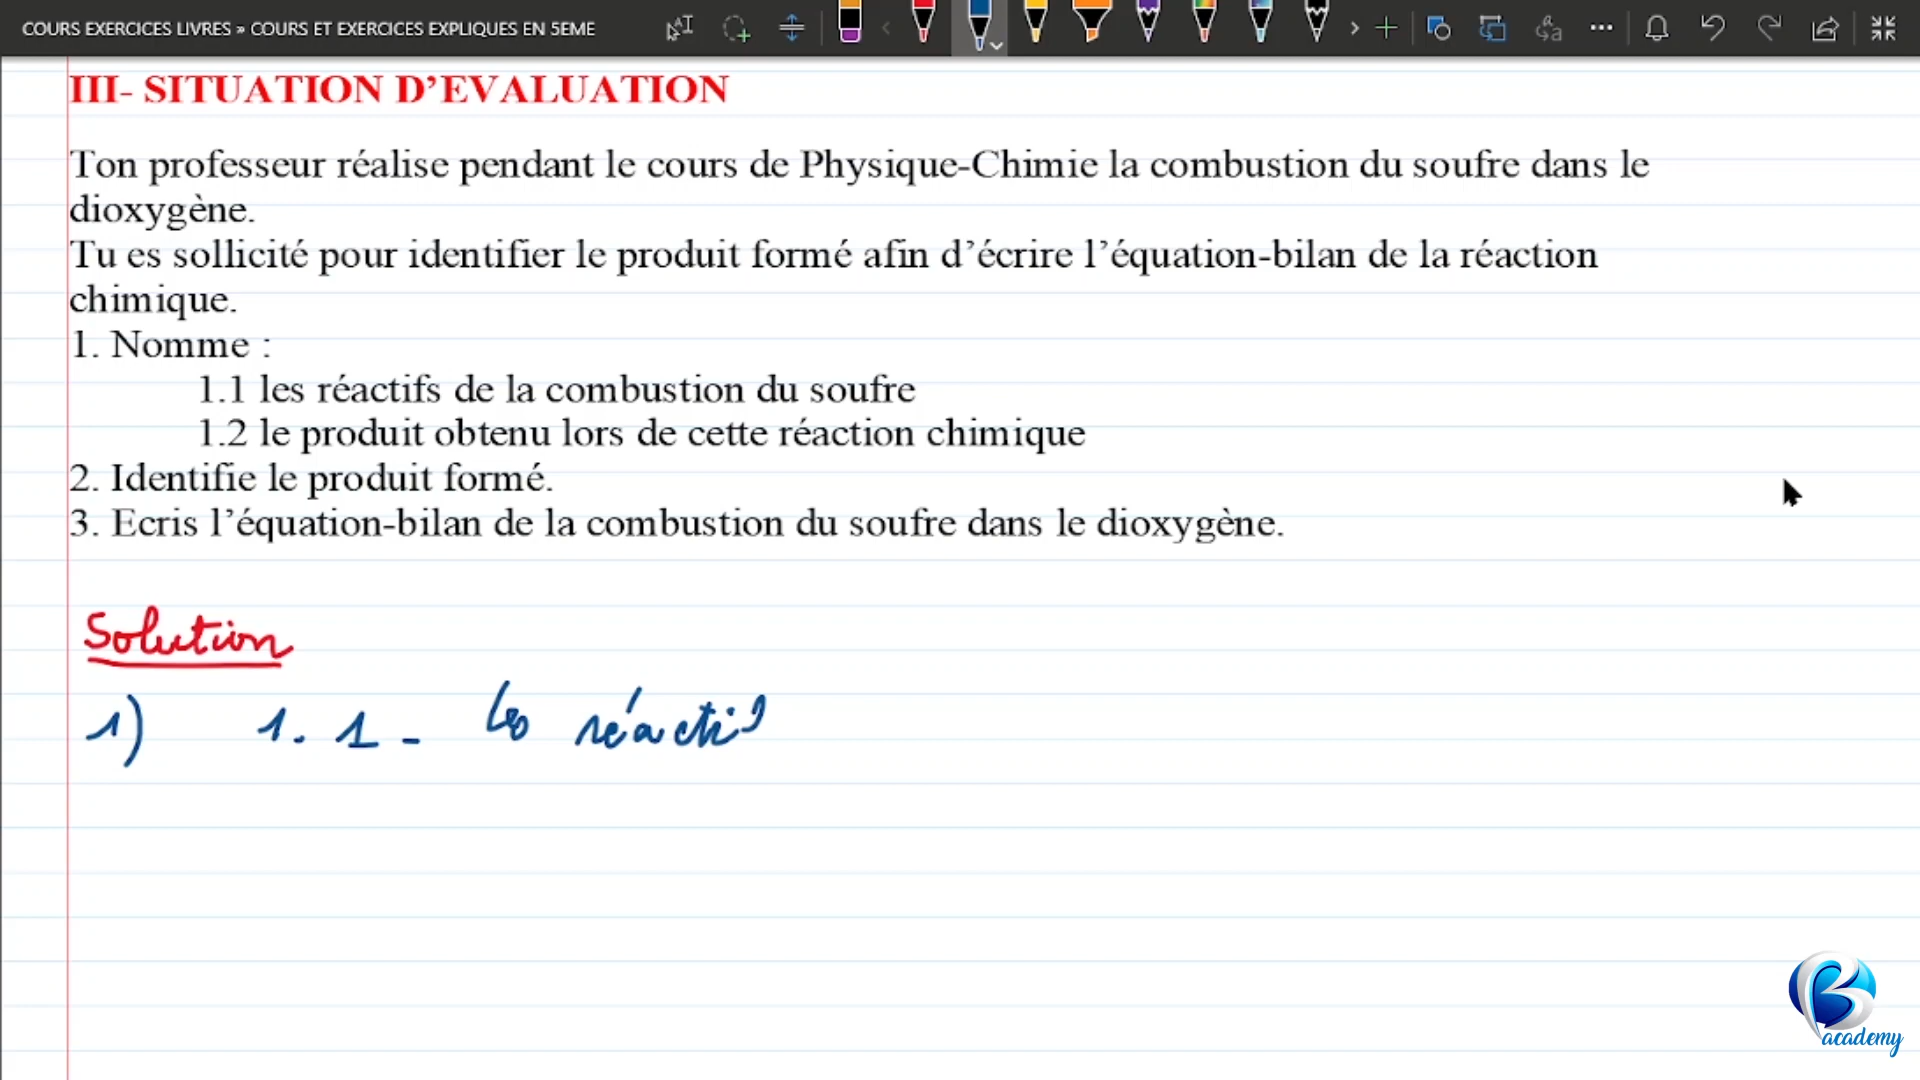 COURS EXERCICES LIVRES » COURS ET EXERCICES EXPLIQUES EN 5EME
III- SITUATION D’EVALUATION
Ton professeur réalise pendant le cours de Physique-Chimie la combustion du soufre dans le
dioxygène.
Tu es sollicité pour identifier le produit formé afin d’écrire l’équation-bilan de la réaction
chimique.
1. Nomme :
1.1 les réactifs de la combustion du soufre
1.2 le produit obtenu lors de cette réaction chimique
2. Identifie le produit formé.
3. Ecris l’équation-bilan de la combustion du soufre dans le dioxygène.
Solution
1) 1.1- les réacti
B academy